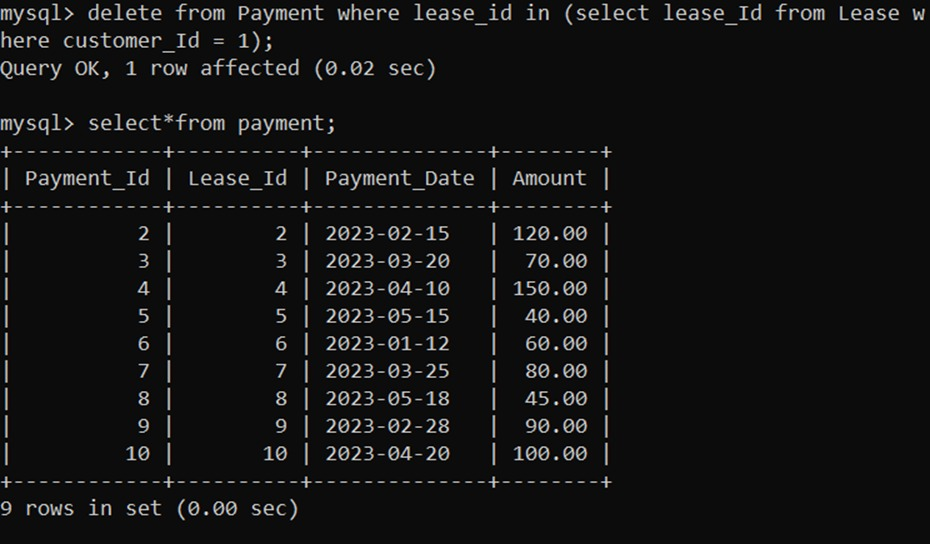 mysql> delete from Payment where lease_id in (select lease_Id from Lease w
here customer_Id = 1);
Query OK, 1 row affected (0.02 sec)
mysql> select*from payment;
+------------+----------+--------------+--------+
| Payment_Id | Lease_Id | Payment_Date | Amount |
+------------+----------+--------------+--------+
|          2 |        2 | 2023-02-15   | 120.00 |
|          3 |        3 | 2023-03-20   |  70.00 |
|          4 |        4 | 2023-04-10   | 150.00 |
|          5 |        5 | 2023-05-15   |  40.00 |
|          6 |        6 | 2023-01-12   |  60.00 |
|          7 |        7 | 2023-03-25   |  80.00 |
|          8 |        8 | 2023-05-18   |  45.00 |
|          9 |        9 | 2023-02-28   |  90.00 |
|         10 |       10 | 2023-04-20   | 100.00 |
+------------+----------+--------------+--------+
9 rows in set (0.00 sec)